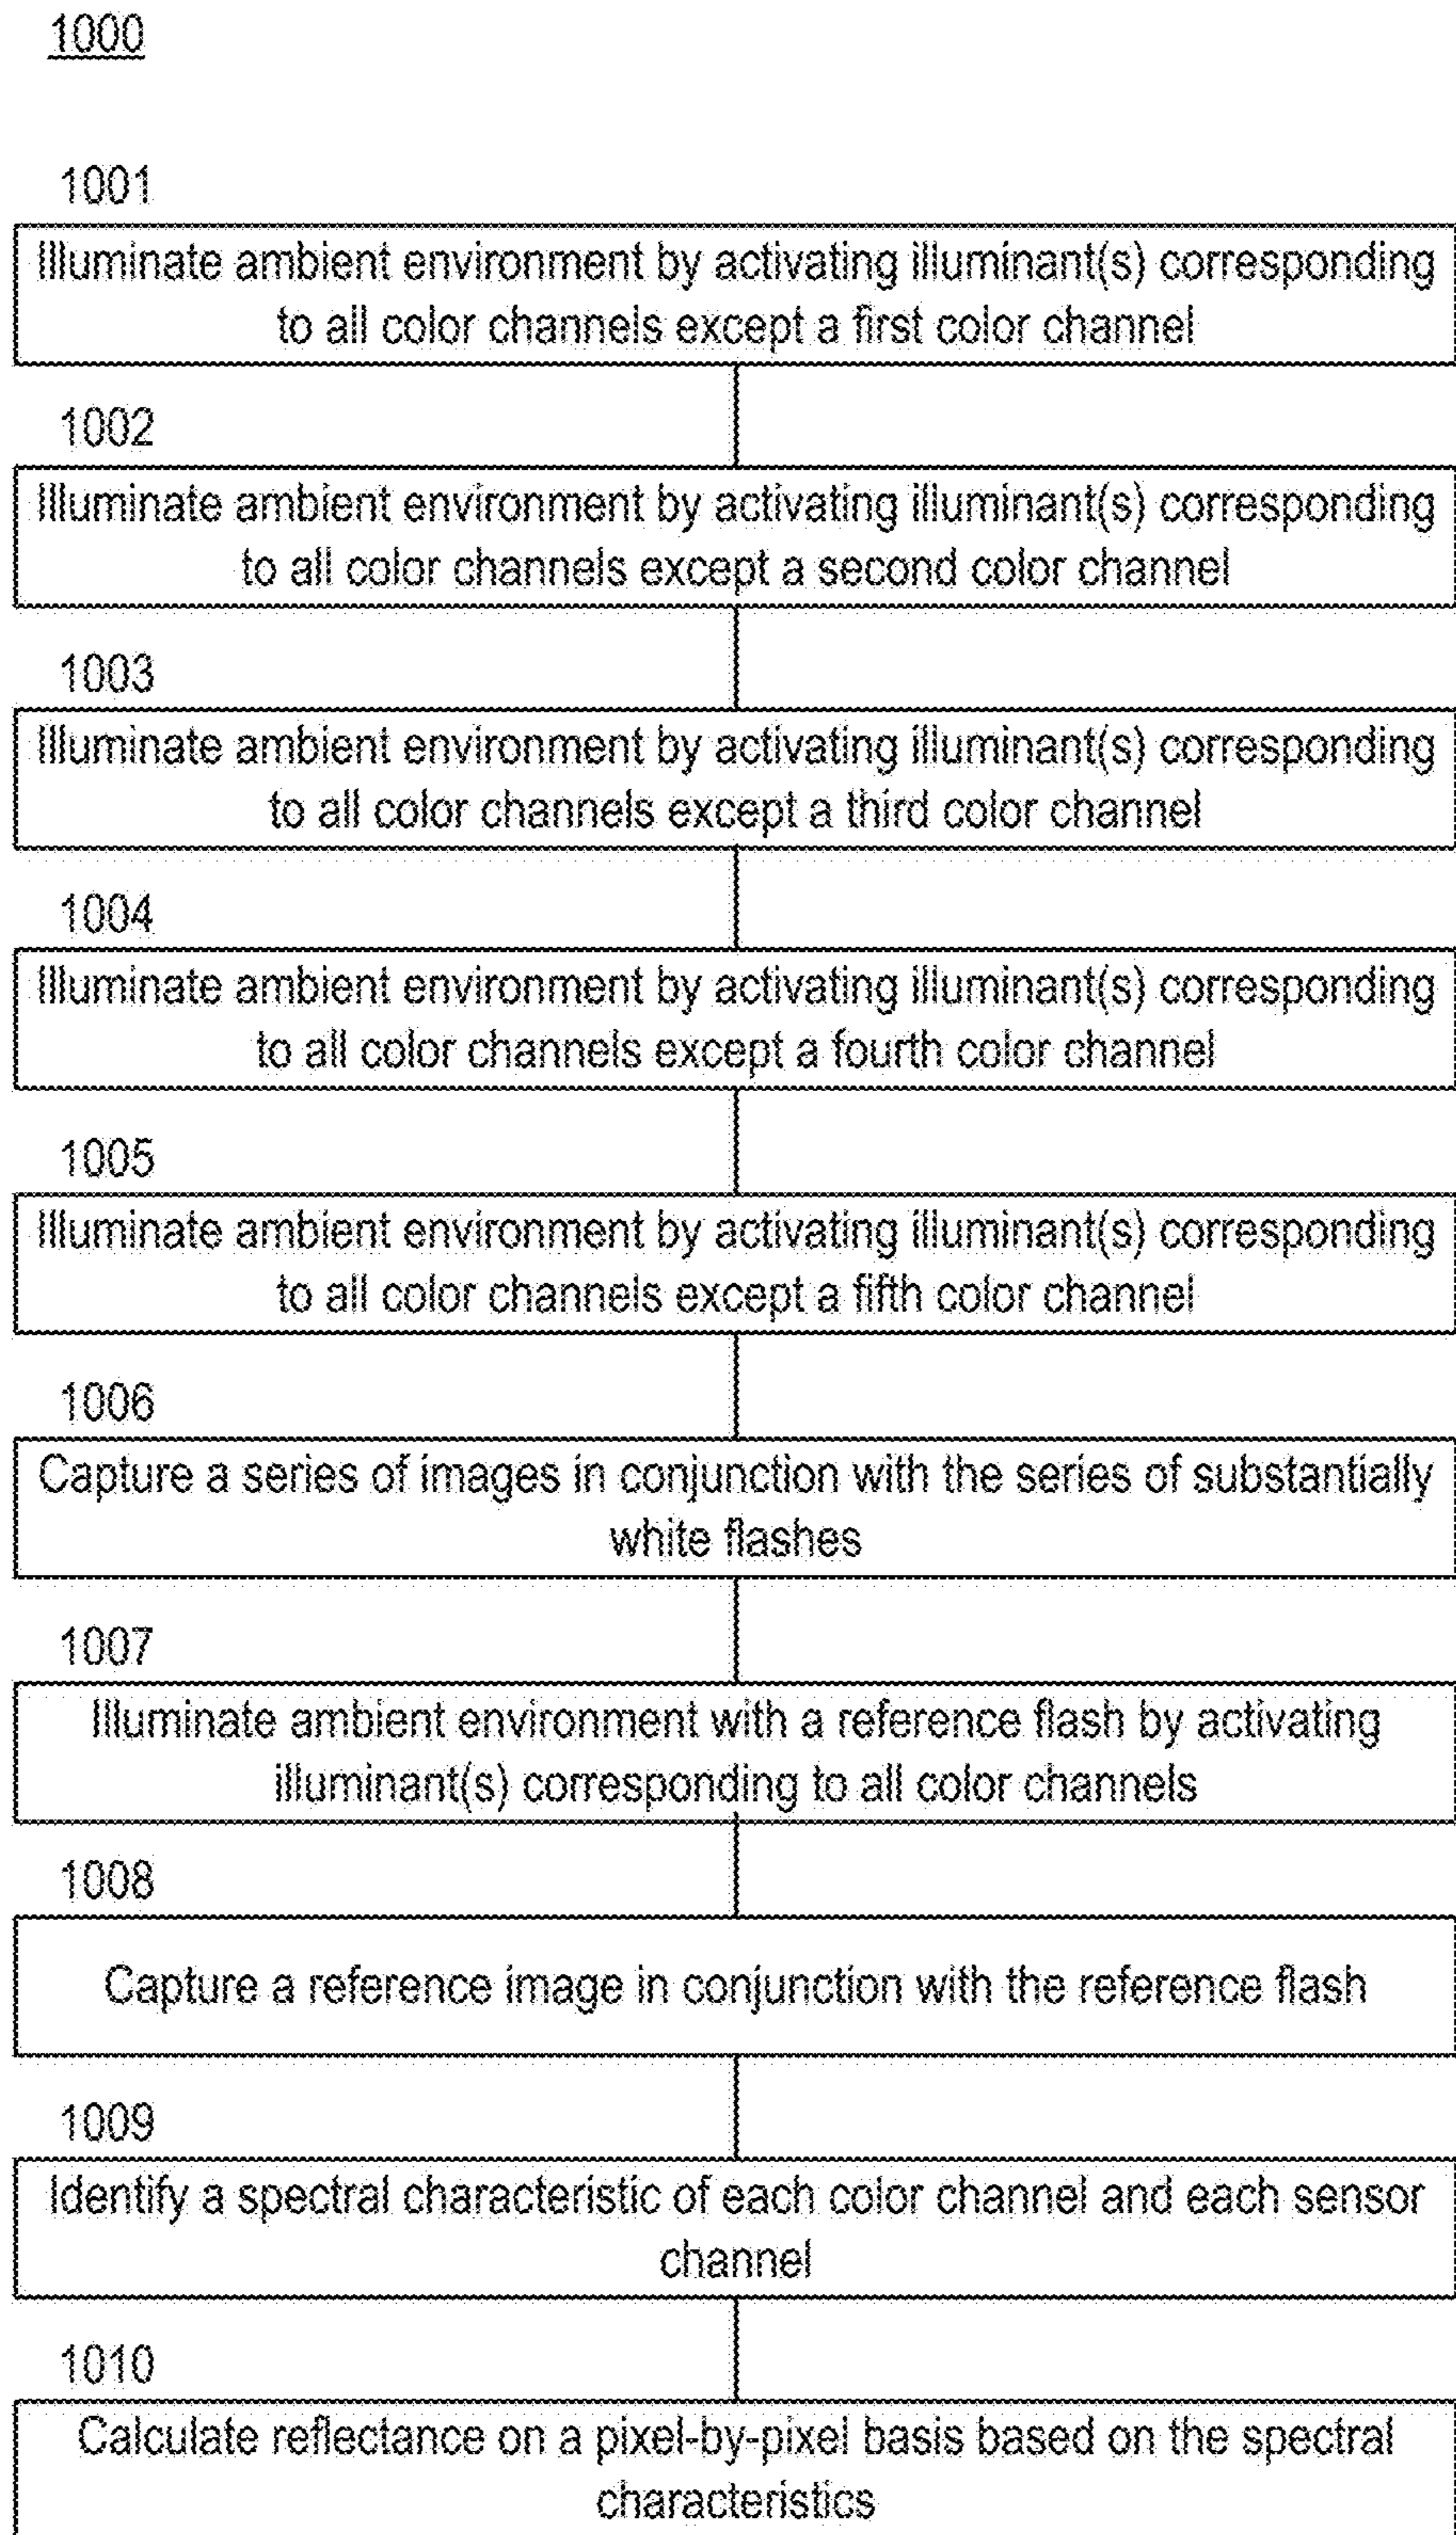 1000
1001
Illuminate ambient environment by activating illuminant(s) corresponding
to all color channels except a first color channel
1002
Illuminate ambient environment by activating illuminant(s) corresponding
to all color channels except a second color channel
1003
Illuminate ambient environment by activating illuminant(s) corresponding
to all color channels except a third color channel
1004
Illuminate ambient environment by activating illuminant(s) corresponding
to all color channels except a fourth color channel
1005
Illuminate ambient environment by activating illuminant(s) corresponding
to all color channels except a fifth color channel
1006
Capture a series of images in conjunction with the series of substantially
white flashes
1007
Illuminate ambient environment with a reference flash by activating
illuminant(s) corresponding to all color channels
1008
Capture a reference image in conjunction with the reference flash
1009
Identify a spectral characteristic of each color channel and each sensor
channel
1010
Calculate reflectance on a pixel-by-pixel basis based on the spectral
characteristics